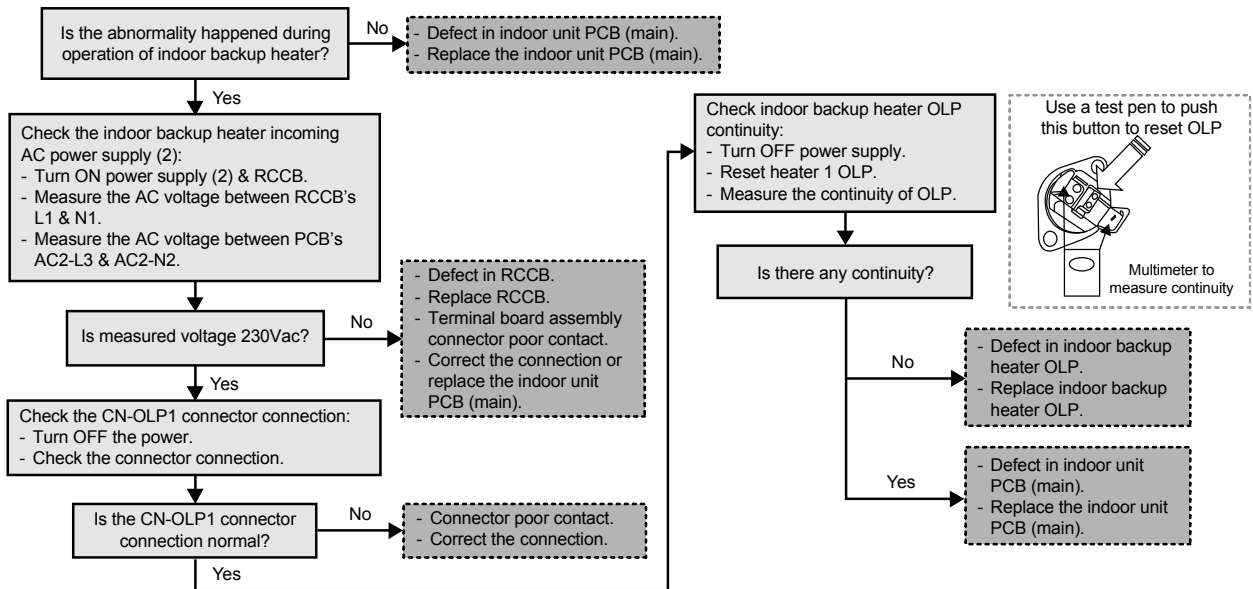 Is the abnormality happened during
operation of indoor backup heater?
No
- Defect in indoor unit PCB (main).
- Replace the indoor unit PCB (main).
Yes
Check the indoor backup heater incoming
AC power supply (2):
- Turn ON power supply (2) & RCCB.
- Measure the AC voltage between RCCB's
L1 & N1.
- Measure the AC voltage between PCB's
AC2-L3 & AC2-N2.
Is measured voltage 230Vac?
No
- Defect in RCCB.
- Replace RCCB.
- Terminal board assembly
connector poor contact.
- Correct the connection or
replace the indoor unit
PCB (main).
Yes
Check the CN-OLP1 connector connection:
- Turn OFF the power.
- Check the connector connection.
Is the CN-OLP1 connector
connection normal?
No
- Connector poor contact.
- Correct the connection.
Yes
Check indoor backup heater OLP
continuity:
- Turn OFF power supply.
- Reset heater 1 OLP.
- Measure the continuity of OLP.
Is there any continuity?
No
- Defect in indoor backup
heater OLP.
- Replace indoor backup
heater OLP.
Yes
- Defect in indoor unit
PCB (main).
- Replace the indoor unit
PCB (main).
Use a test pen to push
this button to reset OLP
Multimeter to
measure continuity